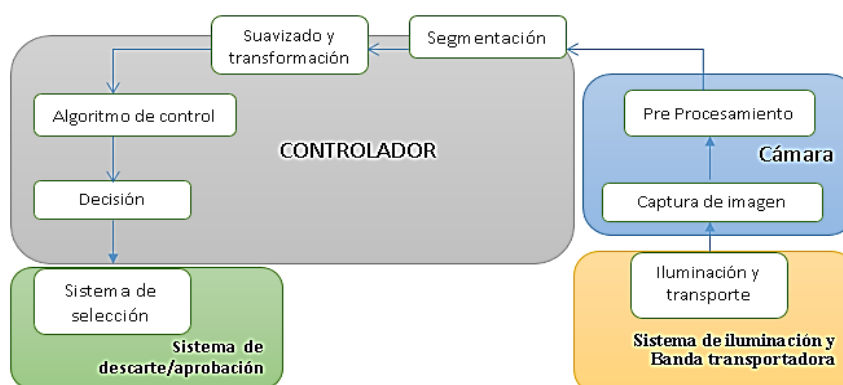 Suavizado y
transformación
Segmentación
Algoritmo de control
Pre Procesamiento
CONTROLADOR
Cámara
Decisión
Captura de imagen
Sistema de
selección
Iluminación y
transporte
Sistema de
descarte/aprobación
Sistema de iluminación y
Banda transportadora